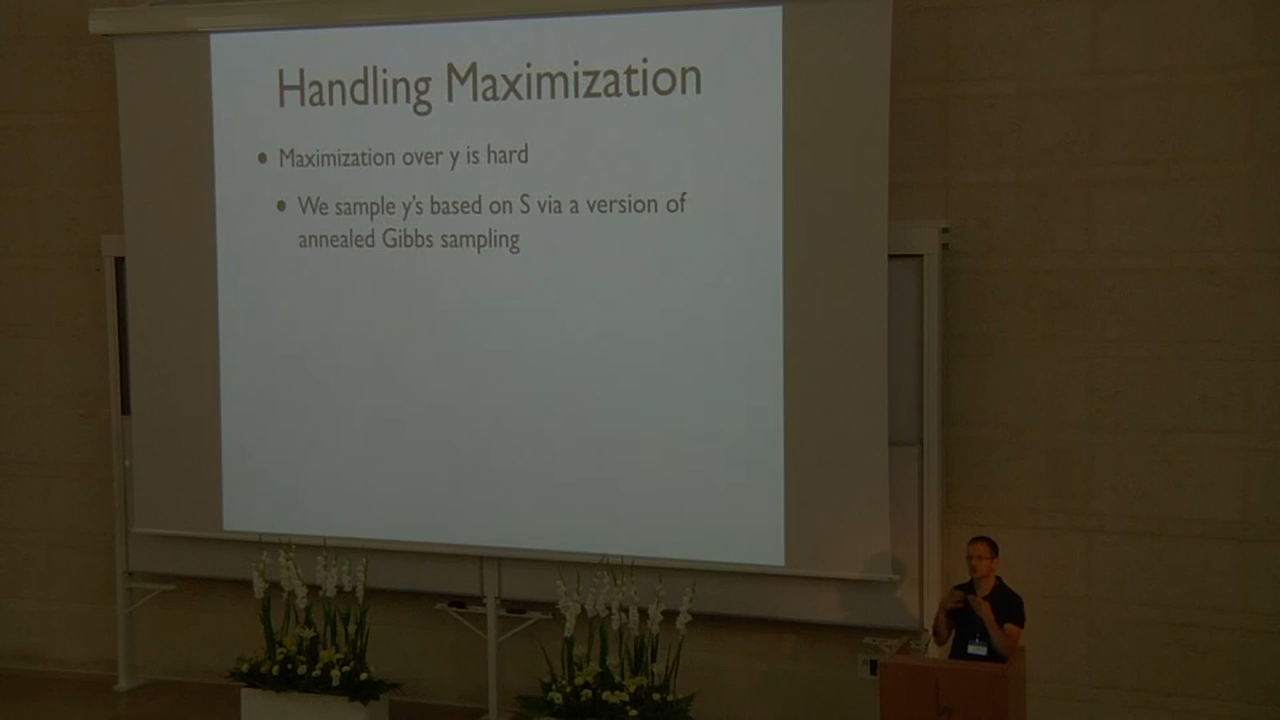 Handling Maximization
• Maximization over y is hard
• We sample y's based on S via a version of
annealed Gibbs sampling